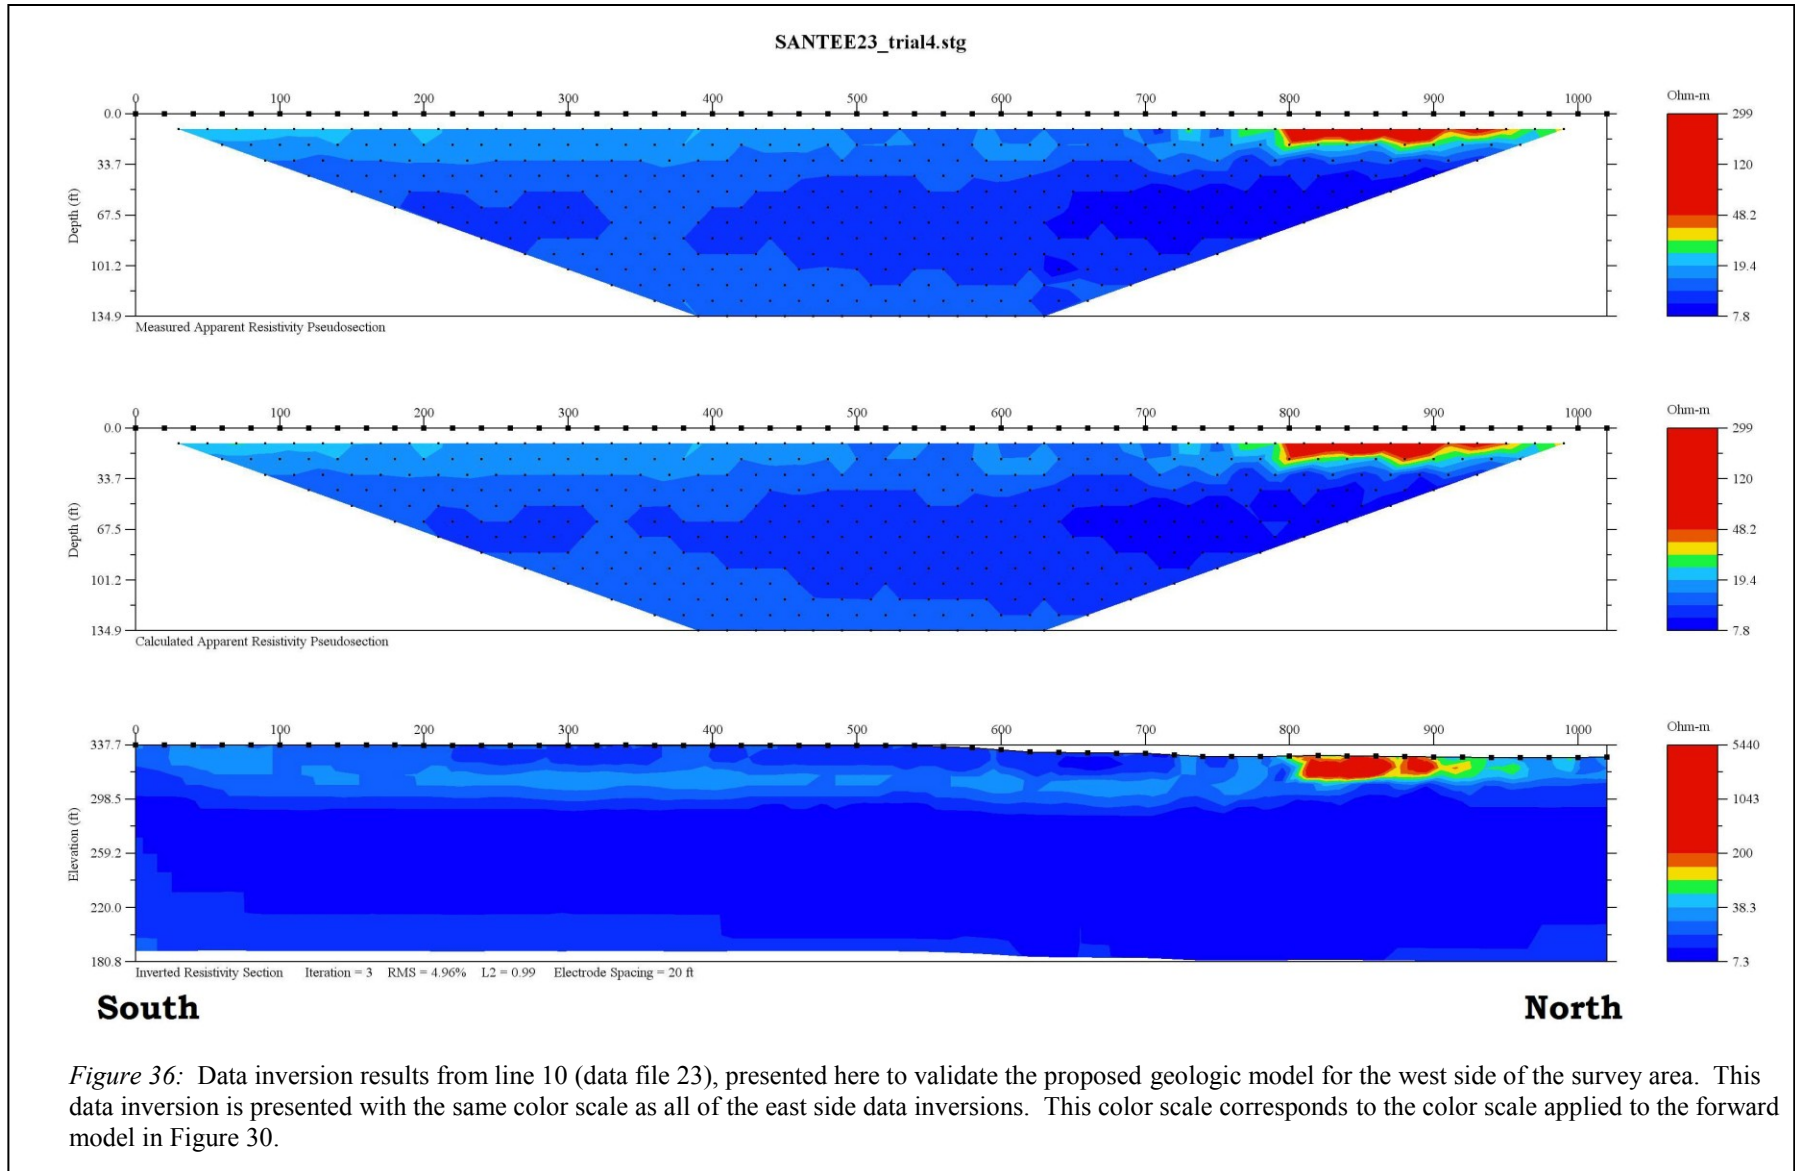 SANTEE23_trial4.stg
0 100 200 300 400 500 600 700 800 900 1000
Ohm-m
0.0
33.7
67.5
101.2
134.9
Depth (ft)
299
120
48.2
19.4
7.8
Measured Apparent Resistivity Pseudosection
0 100 200 300 400 500 600 700 800 900 1000
Ohm-m
0.0
33.7
67.5
101.2
134.9
Depth (ft)
299
120
48.2
19.4
7.8
Calculated Apparent Resistivity Pseudosection
0 100 200 300 400 500 600 700 800 900 1000
Ohm-m
337.7
298.5
259.2
220.0
180.8
Elevation (ft)
5440
1043
200
38.3
7.3
Inverted Resistivity Section Iteration = 3 RMS = 4.96% L2 = 0.99 Electrode Spacing = 20 ft
South North
Figure 36: Data inversion results from line 10 (data file 23), presented here to validate the proposed geologic model for the west side of the survey area. This
data inversion is presented with the same color scale as all of the east side data inversions. This color scale corresponds to the color scale applied to the forward
model in Figure 30.